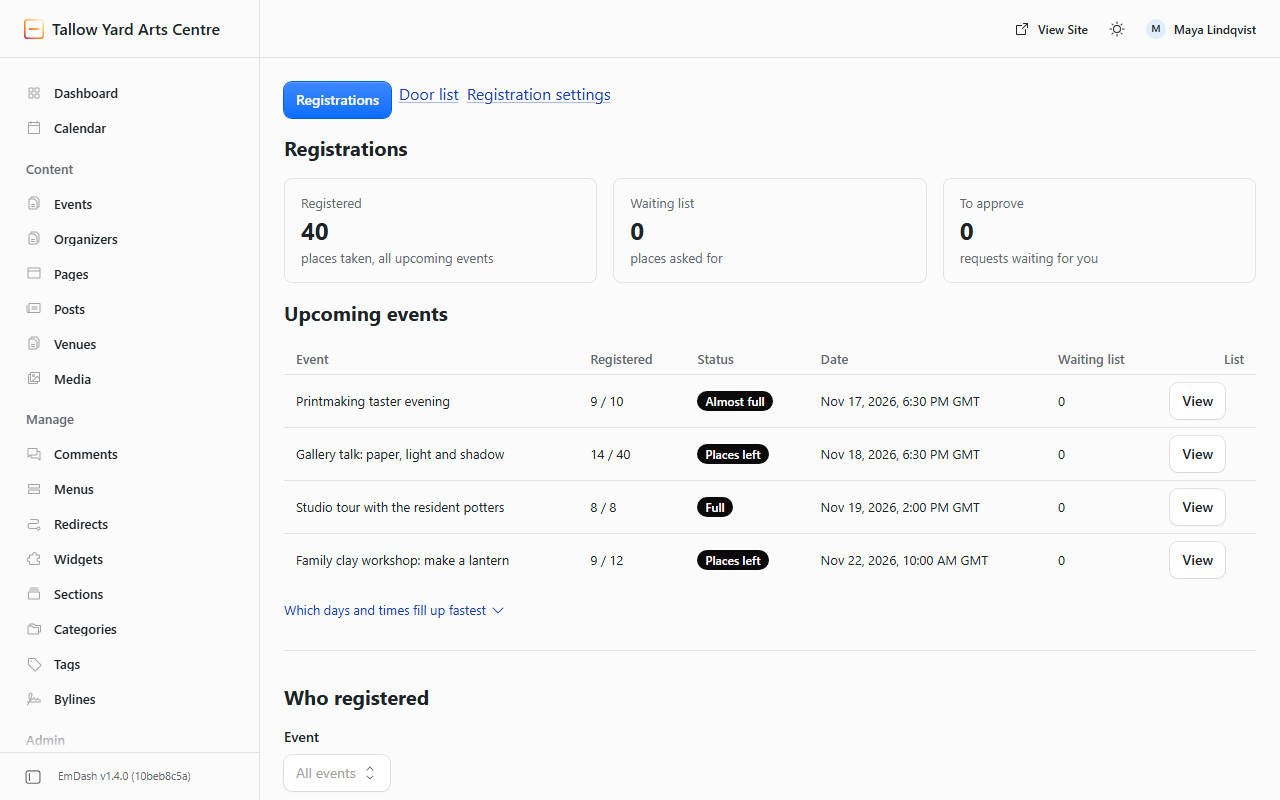 Tallow Yard Arts Centre
View Site
M
Maya Lindqvist
Dashboard
Calendar
Content
Events
Organizers
Pages
Posts
Venues
Media
Manage
Comments
Menus
Redirects
Widgets
Sections
Categories
Tags
Bylines
Admin
EmDash v1.4.0 (10beb8c5a)
Registrations Door list Registration settings
Registrations
Registered
40
places taken, all upcoming events
Waiting list
0
places asked for
To approve
0
requests waiting for you
Upcoming events
Event Registered Status Date Waiting list List
Printmaking taster evening 9 / 10 Almost full Nov 17, 2026, 6:30 PM GMT 0 View
Gallery talk: paper, light and shadow 14 / 40 Places left Nov 18, 2026, 6:30 PM GMT 0 View
Studio tour with the resident potters 8 / 8 Full Nov 19, 2026, 2:00 PM GMT 0 View
Family clay workshop: make a lantern 9 / 12 Places left Nov 22, 2026, 10:00 AM GMT 0 View
Which days and times fill up fastest
Who registered
Event
All events